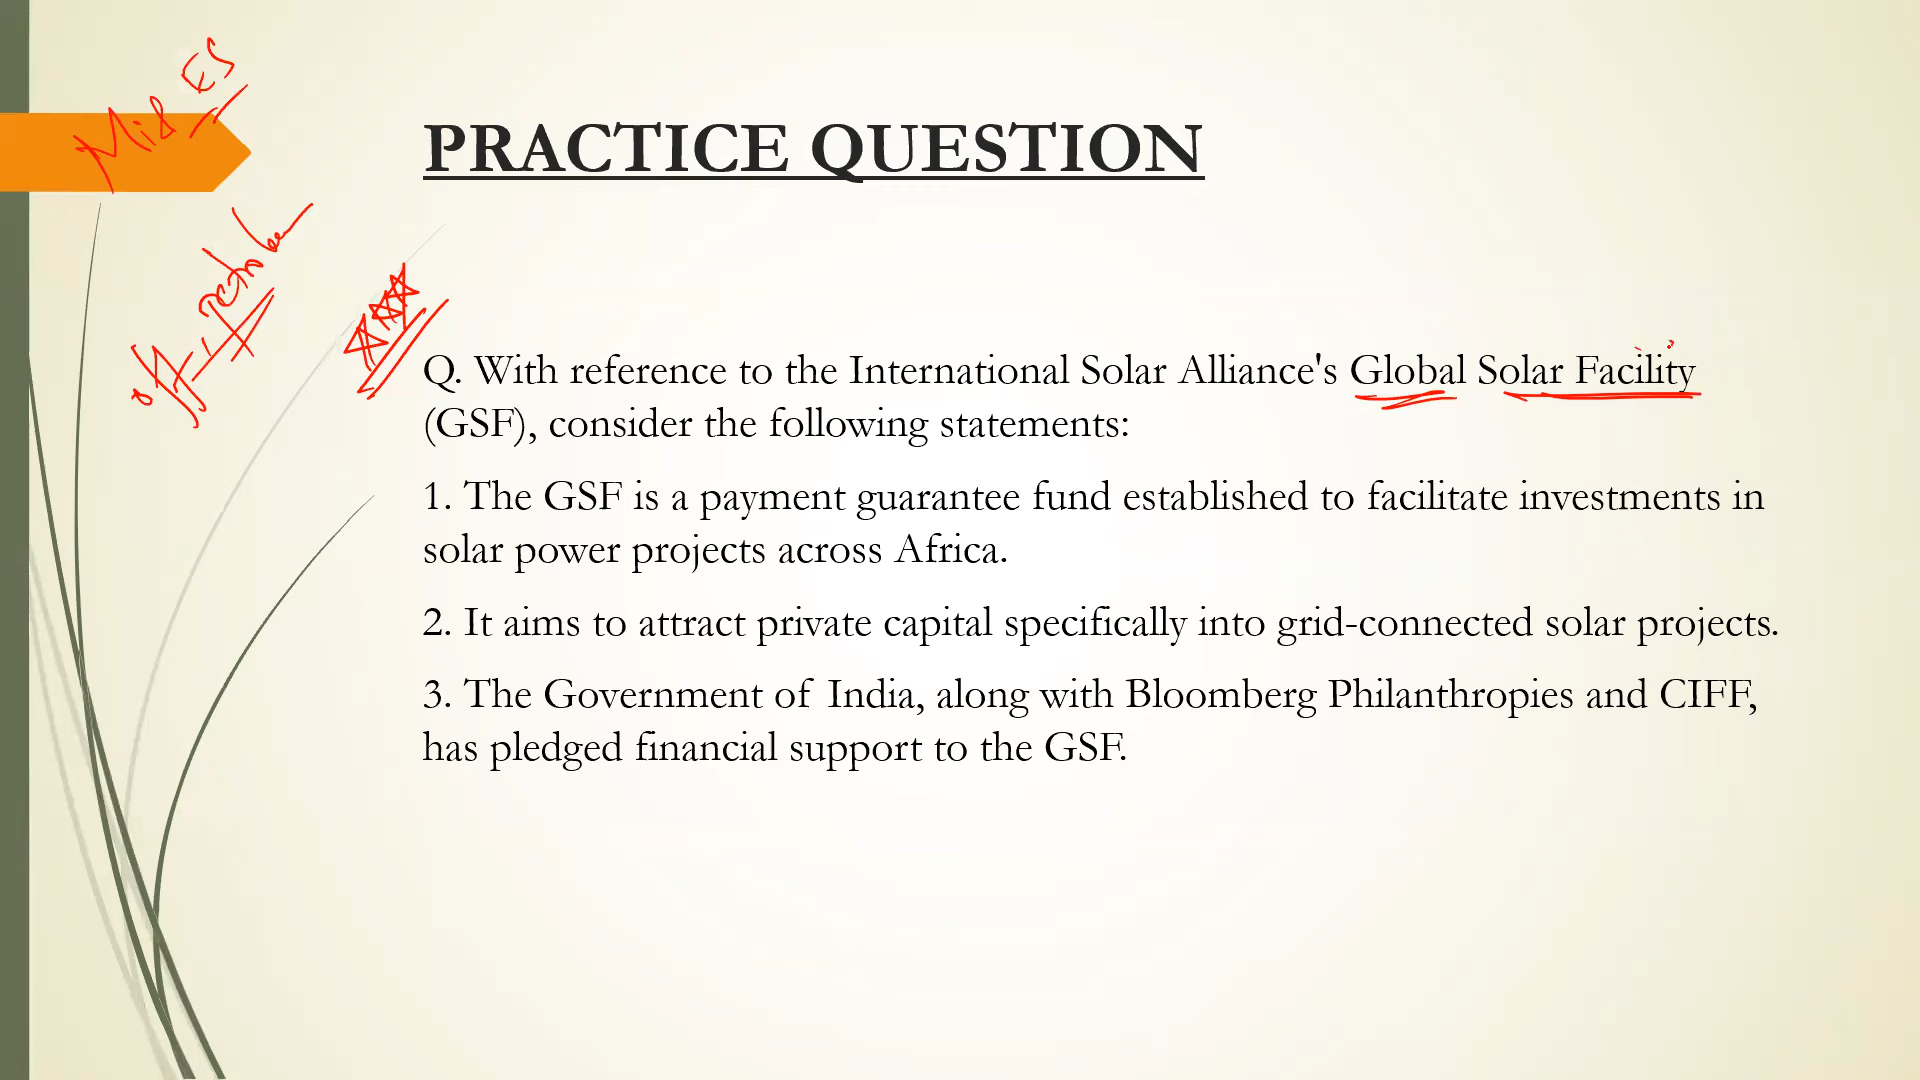 PRACTICE QUESTION
Q. With reference to the International Solar Alliance's Global Solar Facility
(GSF), consider the following statements:
1. The GSF is a payment guarantee fund established to facilitate investments in
solar power projects across Africa.
2. It aims to attract private capital specifically into grid-connected solar projects.
3. The Government of India, along with Bloomberg Philanthropies and CIFF,
has pledged financial support to the GSF.